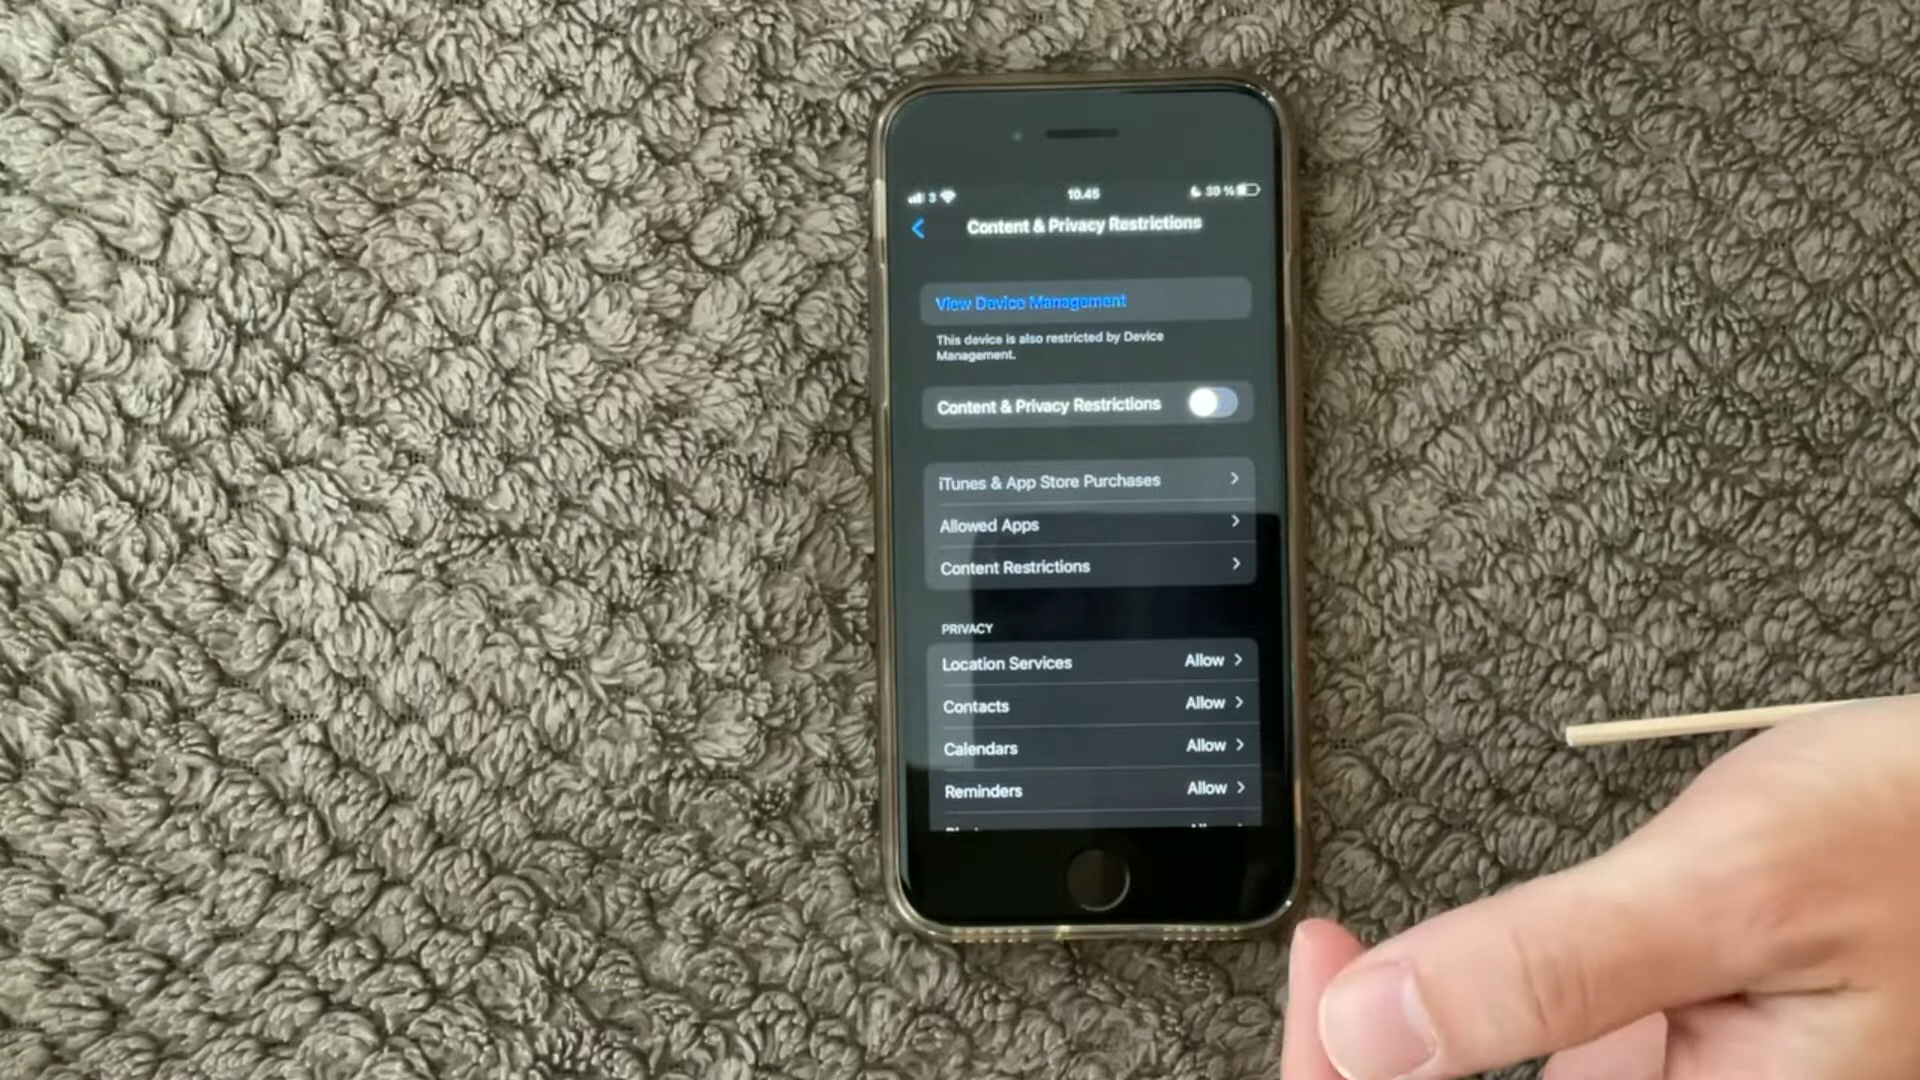 3 10.45 39 %
Content & Privacy Restrictions
View Device Management
This device is also restricted by Device
Management.
Content & Privacy Restrictions
iTunes & App Store Purchases
Allowed Apps
Content Restrictions
PRIVACY
Location Services Allow
Contacts Allow
Calendars Allow
Reminders Allow